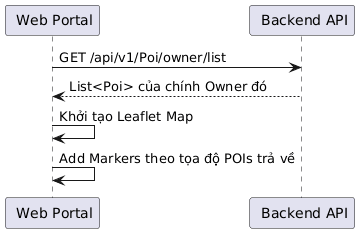 Web Portal
Backend API
GET /api/v1/Poi/owner/list
List<Poi> của chính Owner đó
Khởi tạo Leaflet Map
Add Markers theo tọa độ POIs trả về
Web Portal
Backend API